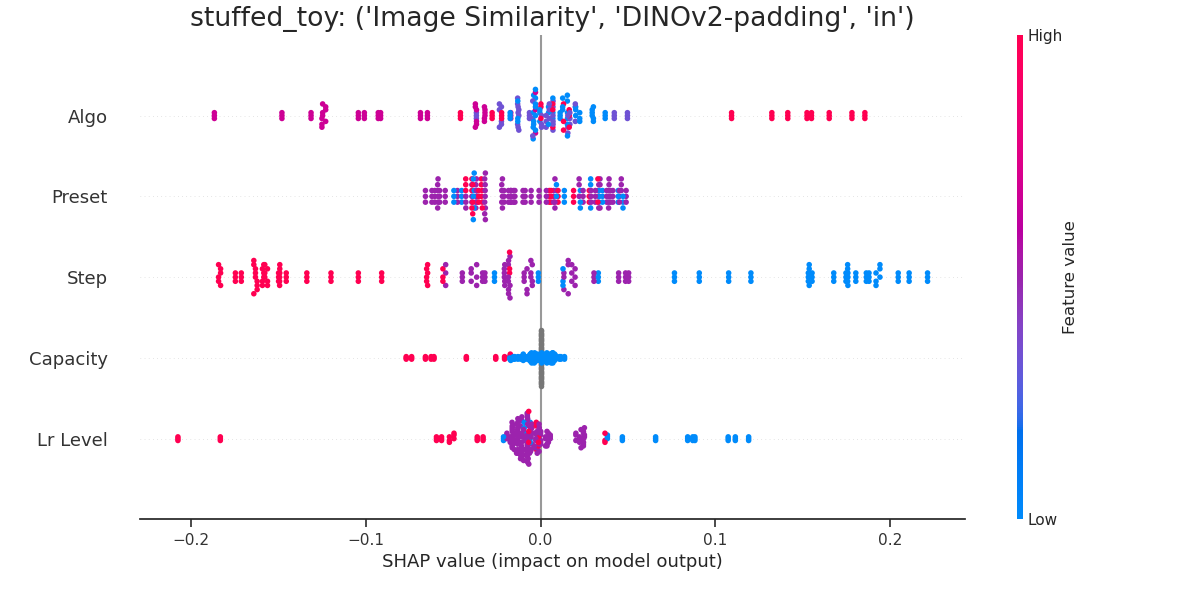 stuffed_toy: ('Image Similarity', 'DINOv2-padding', 'in')
High
Algo
Preset
Step
Capacity
Lr Level
Feature value
Low
−0.2
−0.1
0.0
0.1
0.2
SHAP value (impact on model output)